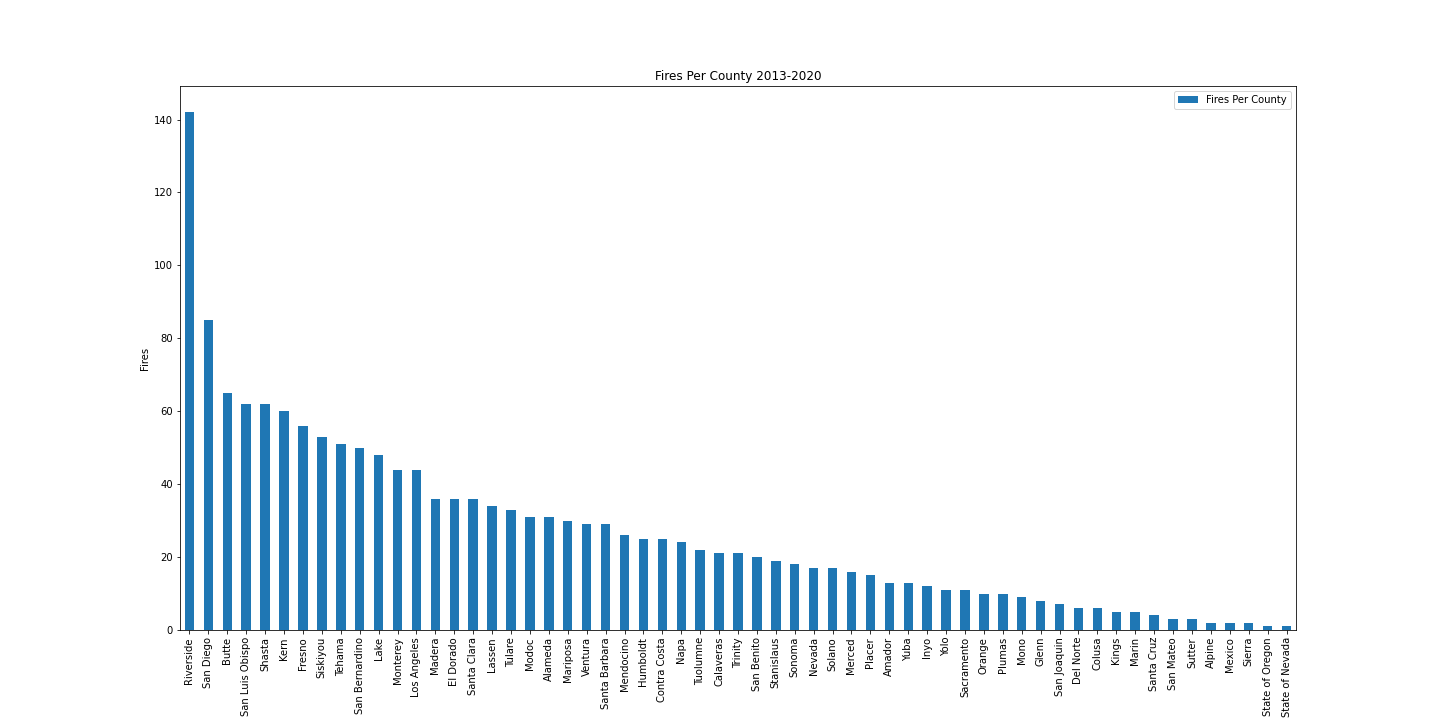 Fires Per County 2013-2020
Fires Per County
Fires
140
120
100
80
60
40
20
0
Riverside
San Diego
Butte
San Luis Obispo
Shasta
Kern
Fresno
Siskiyou
Tehama
San Bernardino
Lake
Monterey
Los Angeles
Madera
El Dorado
Santa Clara
Lassen
Tulare
Modoc
Alameda
Mariposa
Ventura
Santa Barbara
Mendocino
Humboldt
Contra Costa
Napa
Tuolumne
Calaveras
Trinity
San Benito
Stanislaus
Sonoma
Nevada
Solano
Merced
Placer
Amador
Yuba
Inyo
Yolo
Sacramento
Orange
Plumas
Mono
Glenn
San Joaquin
Del Norte
Colusa
Kings
Marin
Santa Cruz
San Mateo
Sutter
Alpine
Mexico
Sierra
State of Oregon
State of Nevada